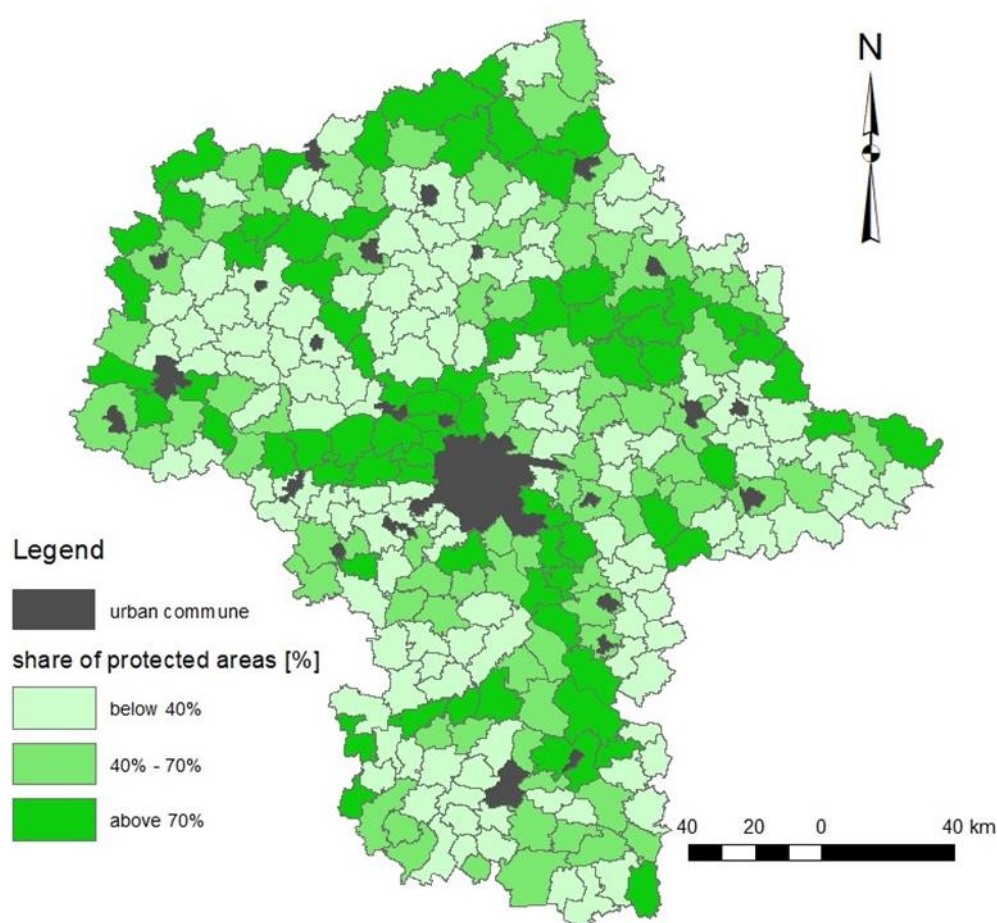 N
Legend
urban commune
share of protected areas [%]
below 40%
40% - 70%
above 70%
40 20 0 40 km